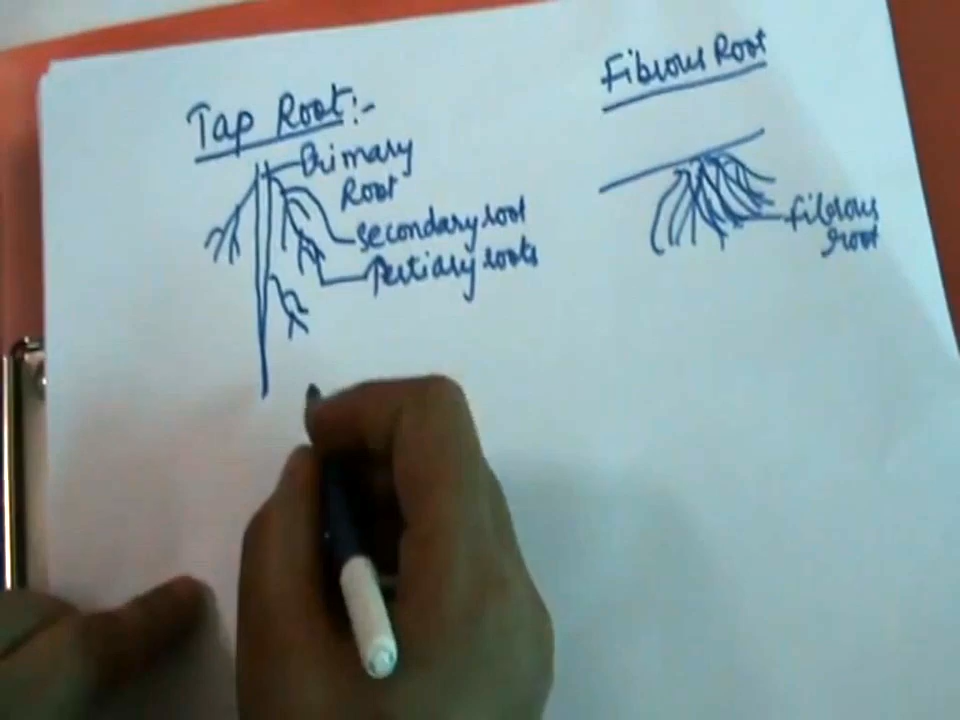 Tap Root:-
Primary
Root
Secondary root
Tertiary roots
Fibrous Root
fibrous
root